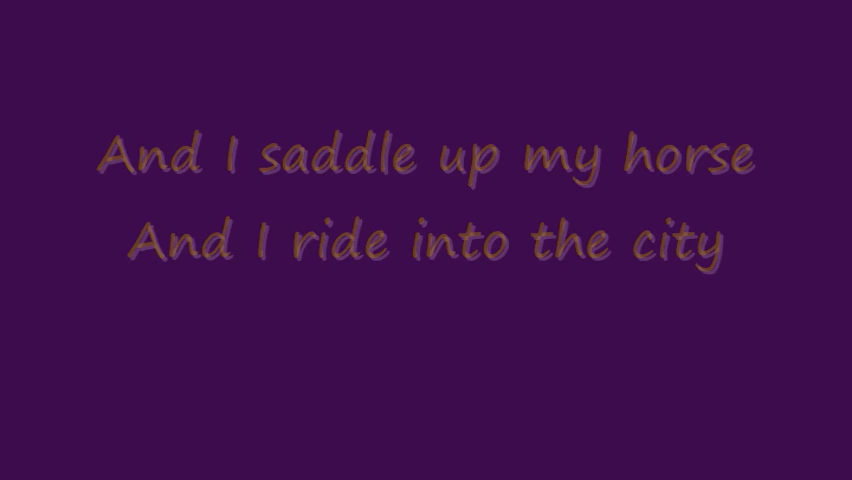 And I saddle up my horse
And I ride into the city